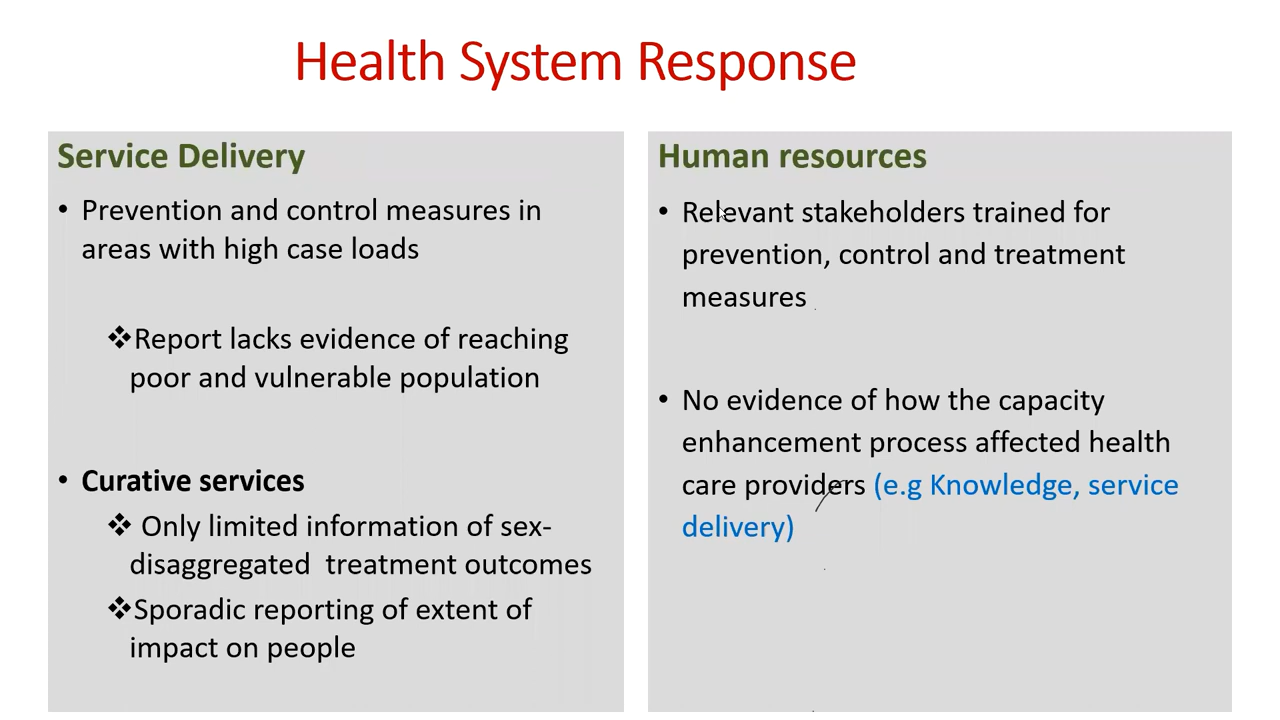 Health System Response
Service Delivery
• Prevention and control measures in
areas with high case loads
❖Report lacks evidence of reaching
poor and vulnerable population
• Curative services
❖ Only limited information of sex-
disaggregated  treatment outcomes
❖Sporadic reporting of extent of
impact on people
Human resources
• Relevant stakeholders trained for
prevention, control and treatment
measures
• No evidence of how the capacity
enhancement process affected health
care providers (e.g Knowledge, service
delivery)